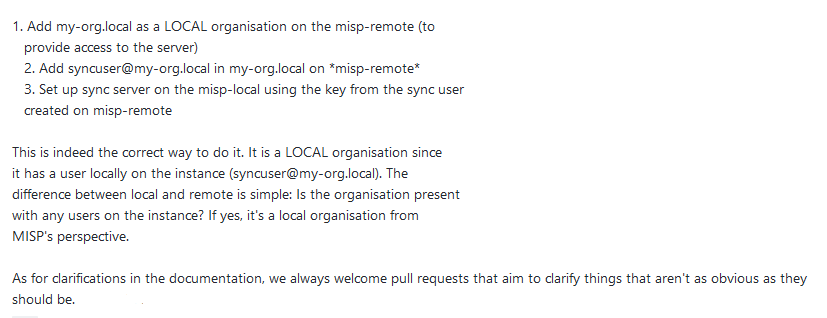 1. Add my-org.local as a LOCAL organisation on the misp-remote (to
provide access to the server)
2. Add syncuser@my-org.local in my-org.local on *misp-remote*
3. Set up sync server on the misp-local using the key from the sync user
created on misp-remote
This is indeed the correct way to do it. It is a LOCAL organisation since
it has a user locally on the instance (syncuser@my-org.local). The
difference between local and remote is simple: Is the organisation present
with any users on the instance? If yes, it's a local organisation from
MISP's perspective.
As for clarifications in the documentation, we always welcome pull requests that aim to clarify things that aren't as obvious as they
should be.